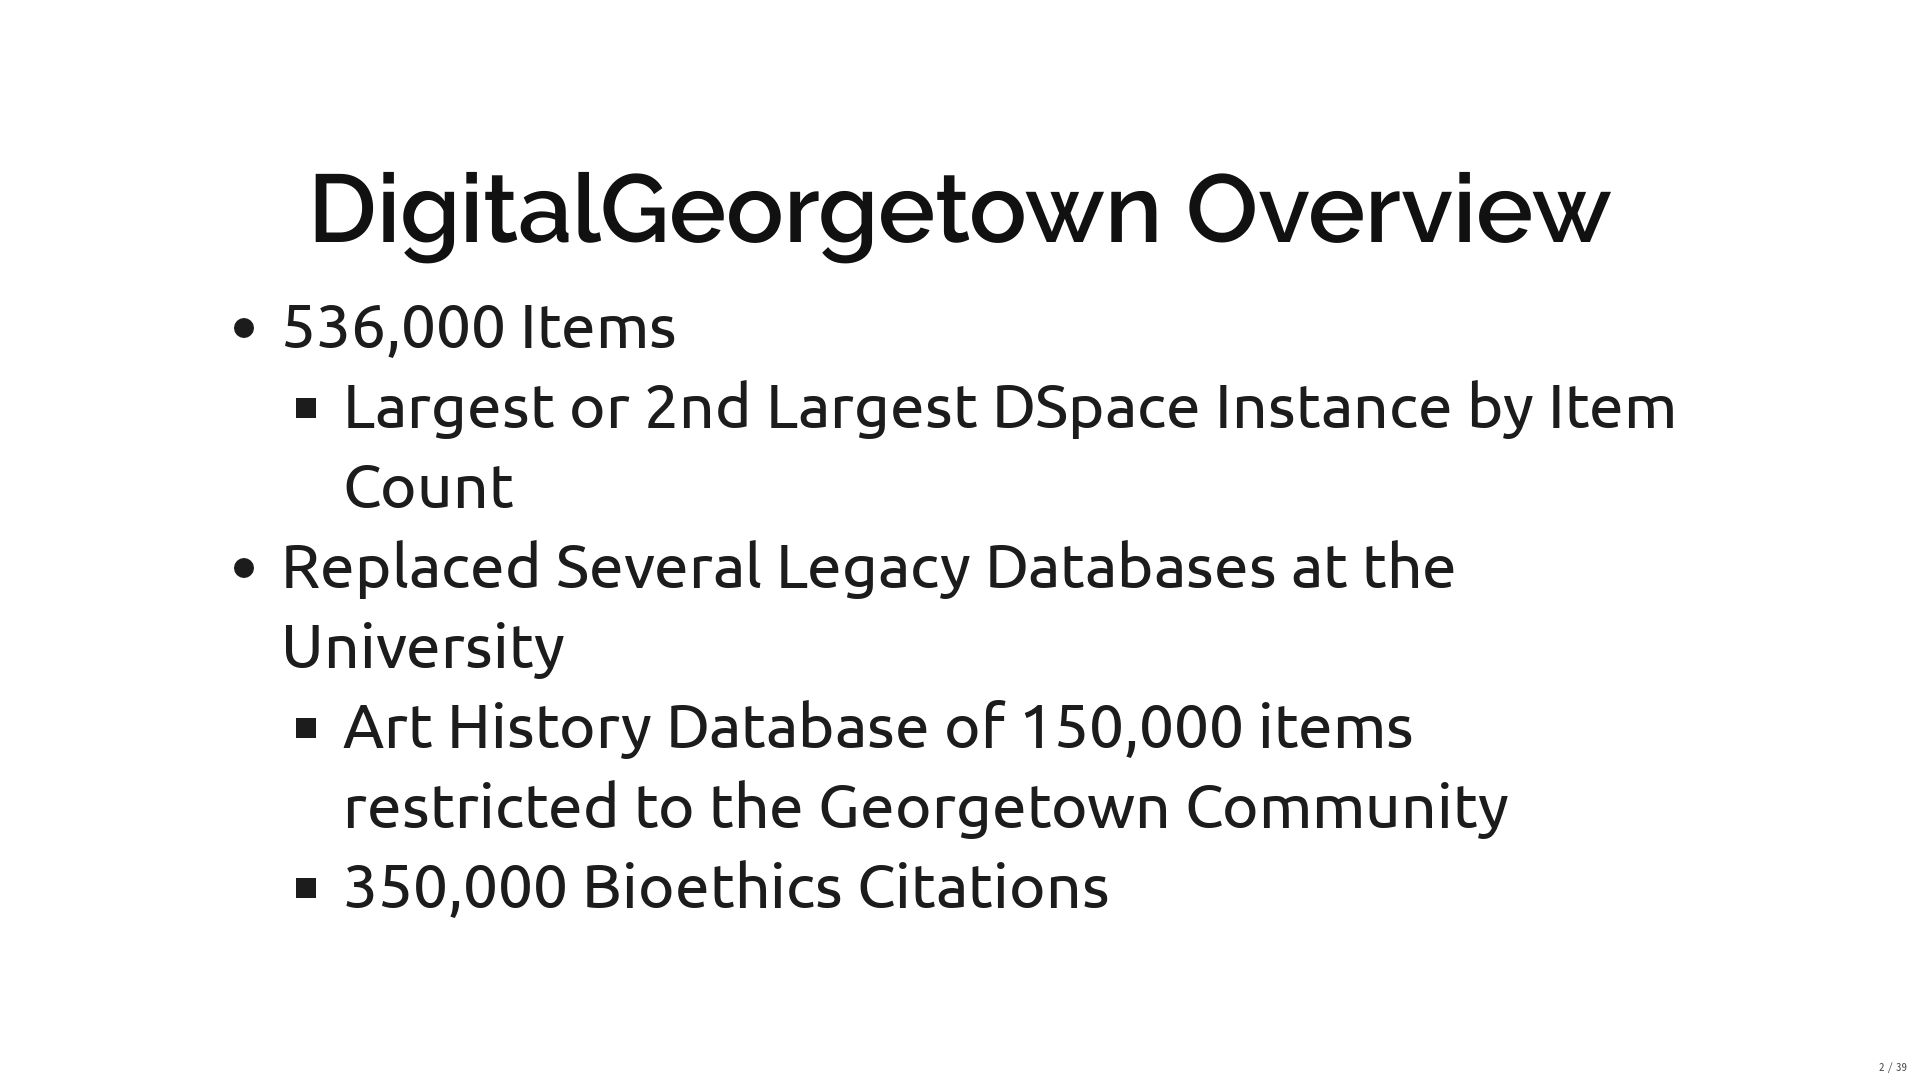 DigitalGeorgetown Overview
• 536,000 Items
▪ Largest or 2nd Largest DSpace Instance by Item
Count
• Replaced Several Legacy Databases at the
University
▪ Art History Database of 150,000 items
restricted to the Georgetown Community
▪ 350,000 Bioethics Citations
2 / 39